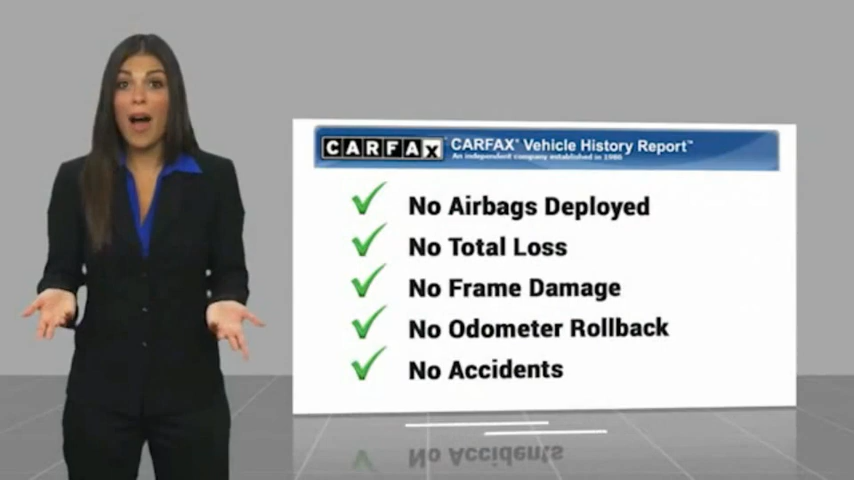 CARFAX CARFAX® Vehicle History Report™
An independent company established in 1986
No Airbags Deployed
No Total Loss
No Frame Damage
No Odometer Rollback
No Accidents
No Accidents